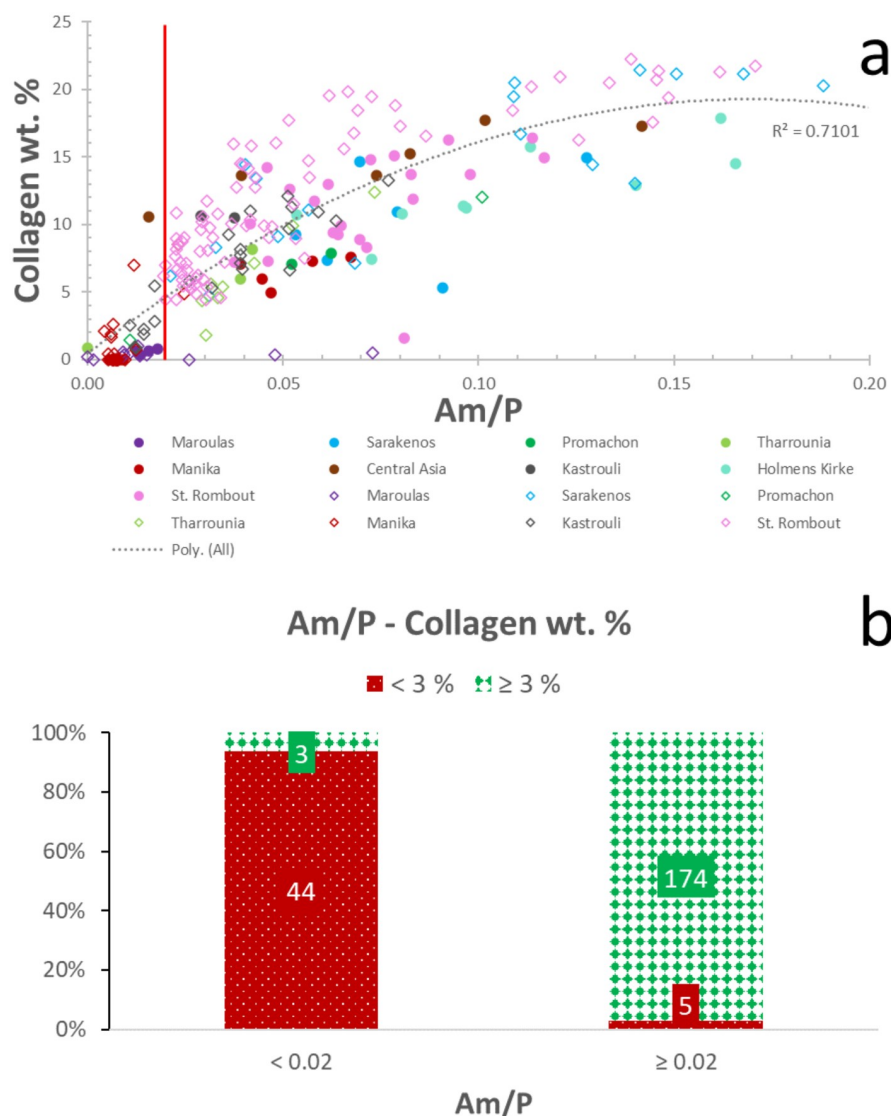 a
25
20
15
10
5
0
Collagen wt. %
R² = 0.7101
0.00 0.05 0.10 0.15 0.20
Am/P
Maroulas Sarakenos Promachon Tharrounia
Manika Central Asia Kastrouli Holmens Kirke
St. Rombout Maroulas Sarakenos Promachon
Tharrounia Manika Kastrouli St. Rombout
Poly. (All)
b
Am/P - Collagen wt. %
< 3 % ≥ 3 %
100%
80%
60%
40%
20%
0%
3
44
174
5
< 0.02 ≥ 0.02
Am/P